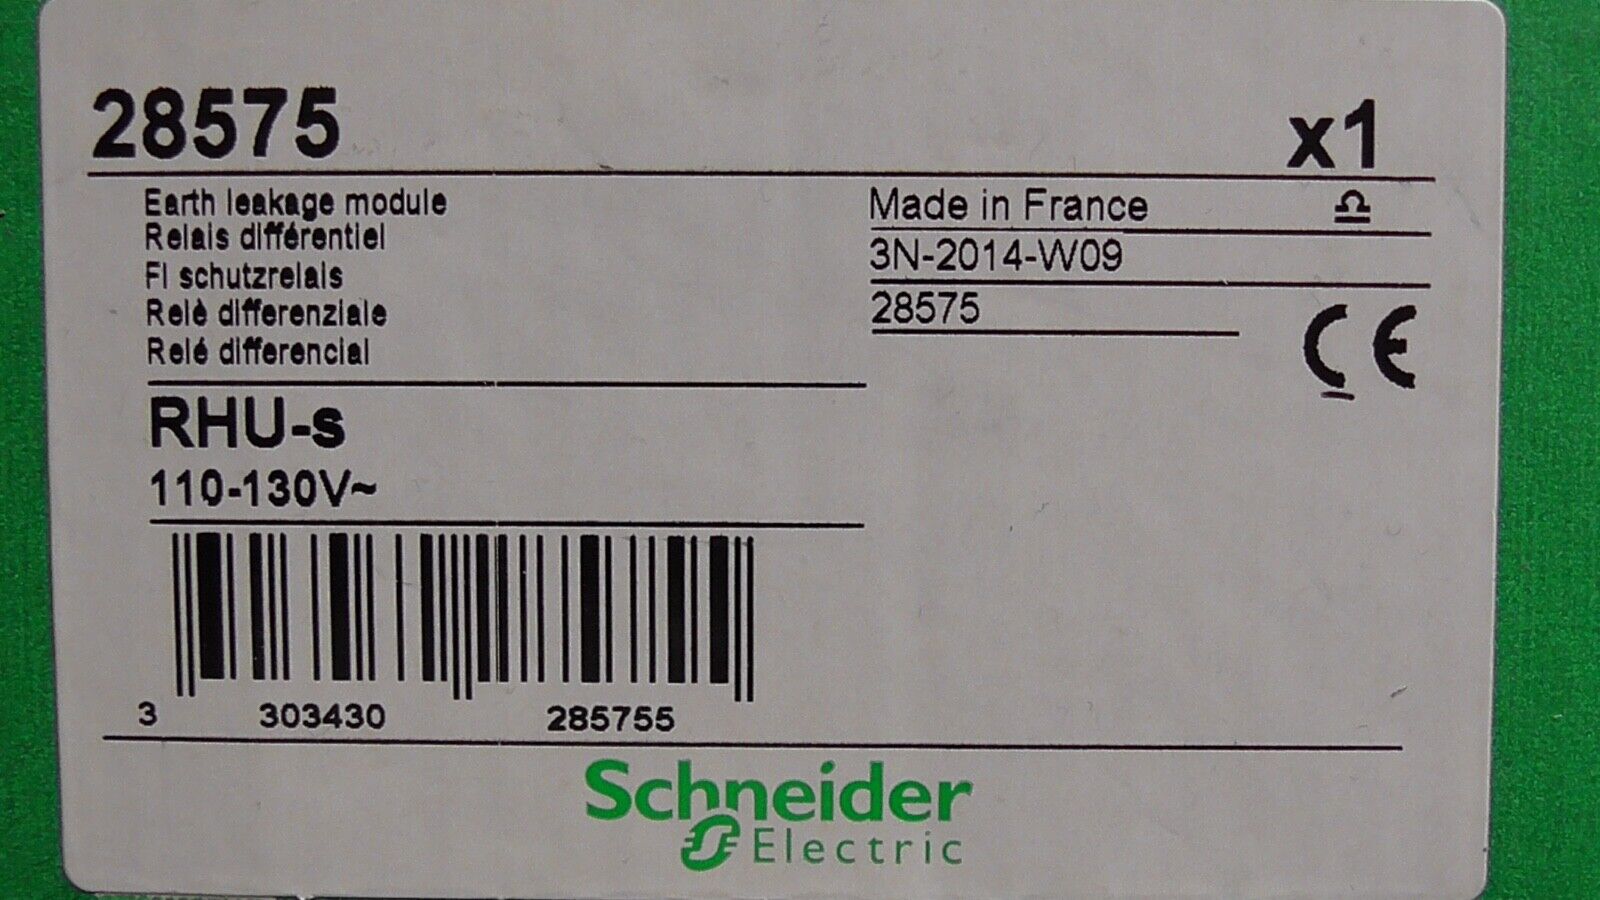 28575
x1
Earth leakage module
Relais différentiel
FI schutzrelais
Relè differenziale
Relé differencial
Made in France
3N-2014-W09
28575
CE
RHU-s
110-130V~
3 303430 285755
Schneider
Electric